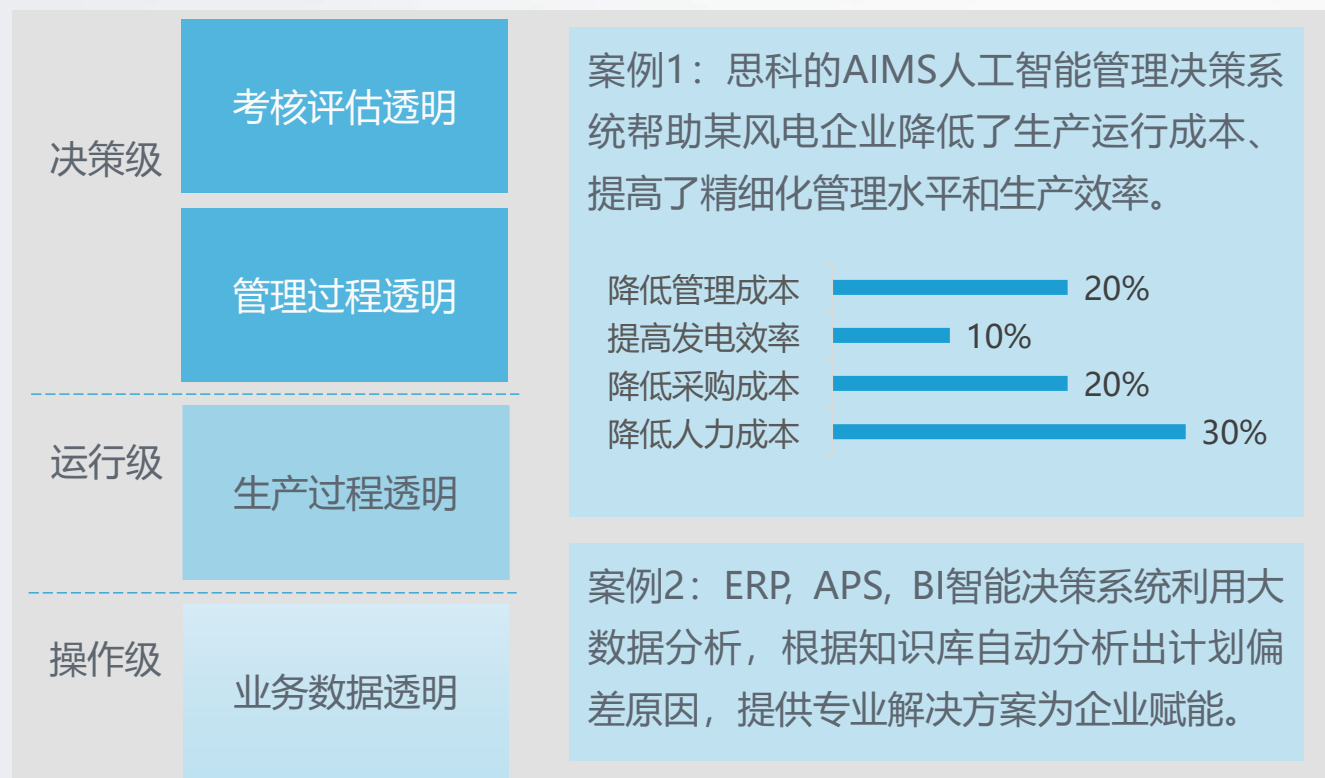 决策级
考核评估透明
管理过程透明
运行级
生产过程透明
操作级
业务数据透明
案例1：思科的AIMS人工智能管理决策系
统帮助某风电企业降低了生产运行成本、
提高了精细化管理水平和生产效率。
降低管理成本 20%
提高发电效率 10%
降低采购成本 20%
降低人力成本 30%
案例2：ERP, APS, BI智能决策系统利用大
数据分析，根据知识库自动分析出计划偏
差原因，提供专业解决方案为企业赋能。